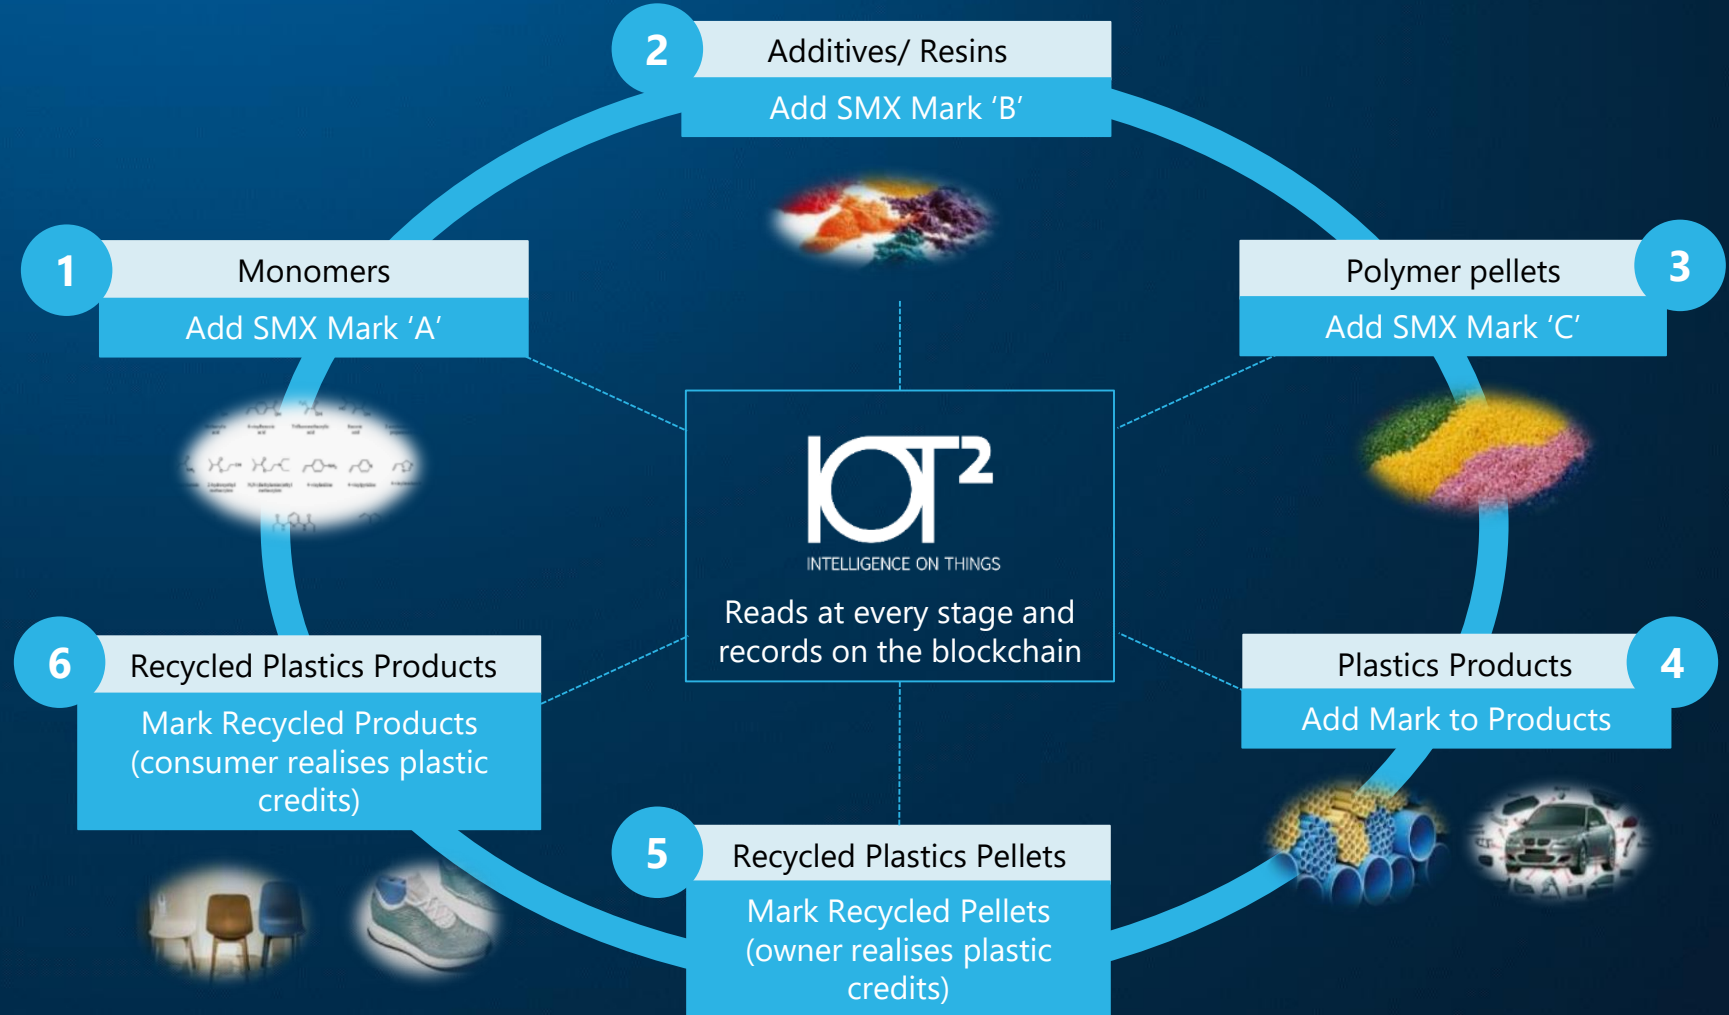 2
Additives/ Resins
Add SMX Mark ‘B’
1
Monomers
Add SMX Mark ‘A’
Polymer pellets
3
Add SMX Mark ‘C’
IOT2
INTELLIGENCE ON THINGS
Reads at every stage and
records on the blockchain
Plastics Products
4
Add Mark to Products
5
Recycled Plastics Pellets
Mark Recycled Pellets
(owner realises plastic
credits)
6
Recycled Plastics Products
Mark Recycled Products
(consumer realises plastic
credits)